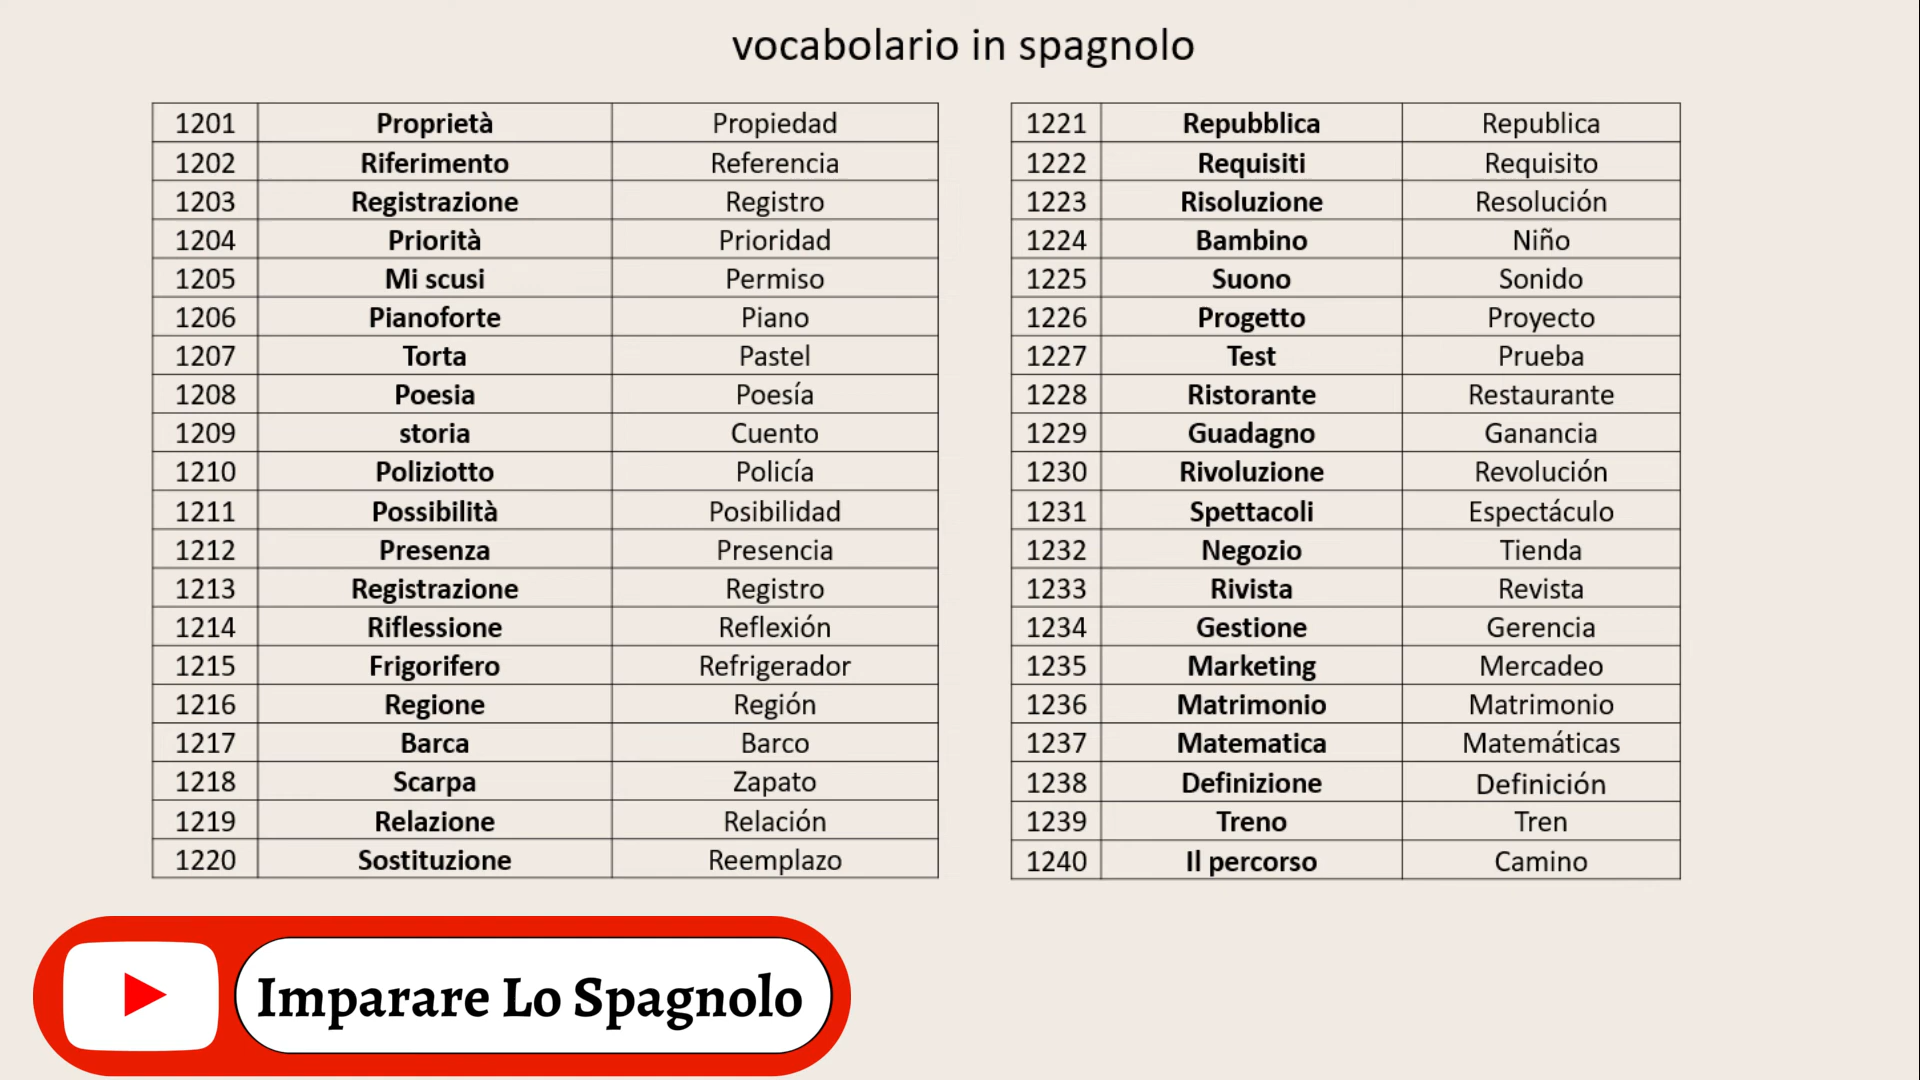 vocabolario in spagnolo
1201 Proprietà Propiedad
1202 Riferimento Referencia
1203 Registrazione Registro
1204 Priorità Prioridad
1205 Mi scusi Permiso
1206 Pianoforte Piano
1207 Torta Pastel
1208 Poesia Poesía
1209 storia Cuento
1210 Poliziotto Policía
1211 Possibilità Posibilidad
1212 Presenza Presencia
1213 Registrazione Registro
1214 Riflessione Reflexión
1215 Frigorifero Refrigerador
1216 Regione Región
1217 Barca Barco
1218 Scarpa Zapato
1219 Relazione Relación
1220 Sostituzione Reemplazo
1221 Repubblica Republica
1222 Requisiti Requisito
1223 Risoluzione Resolución
1224 Bambino Niño
1225 Suono Sonido
1226 Progetto Proyecto
1227 Test Prueba
1228 Ristorante Restaurante
1229 Guadagno Ganancia
1230 Rivoluzione Revolución
1231 Spettacoli Espectáculo
1232 Negozio Tienda
1233 Rivista Revista
1234 Gestione Gerencia
1235 Marketing Mercadeo
1236 Matrimonio Matrimonio
1237 Matematica Matemáticas
1238 Definizione Definición
1239 Treno Tren
1240 Il percorso Camino
Imparare Lo Spagnolo